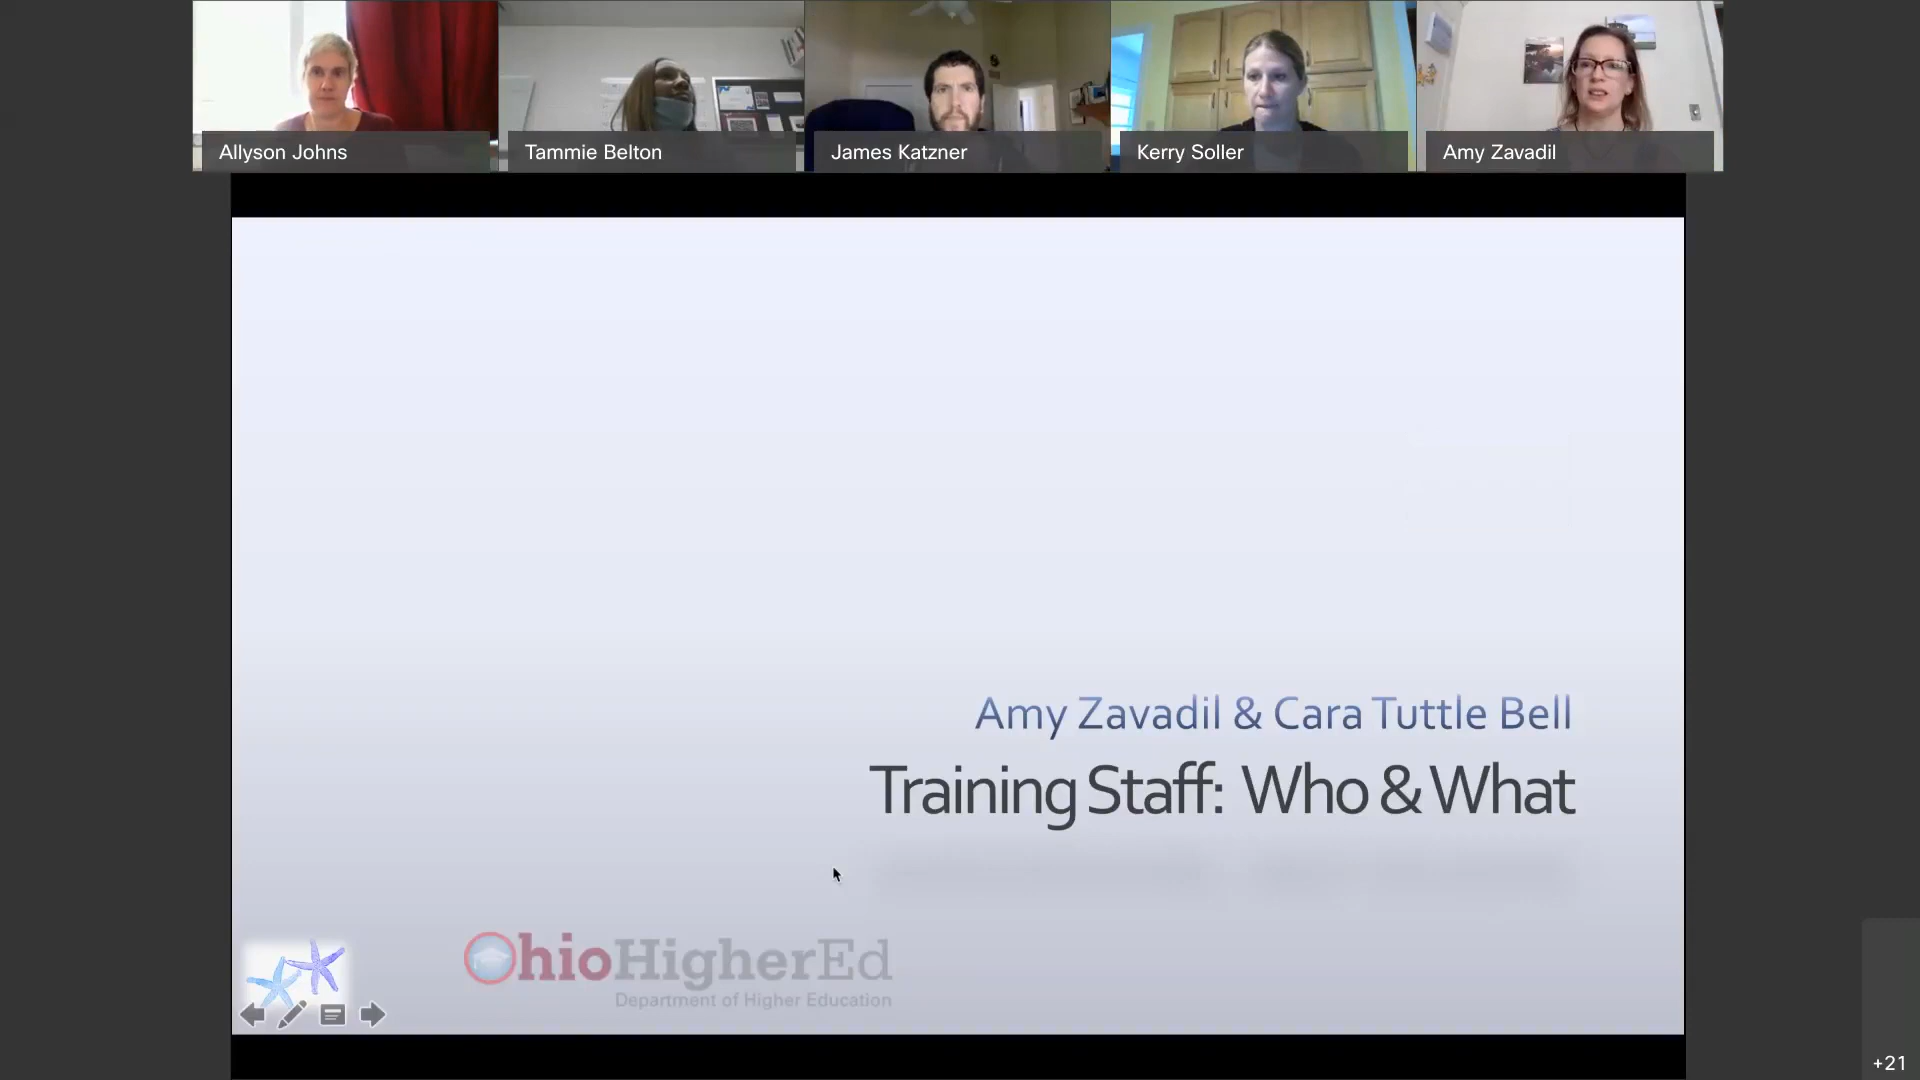 Allyson Johns
Tammie Belton
James Katzner
Kerry Soller
Amy Zavadil
Amy Zavadil & Cara Tuttle Bell
Training Staff: Who & What
OhioHigherEd
Department of Higher Education
+21